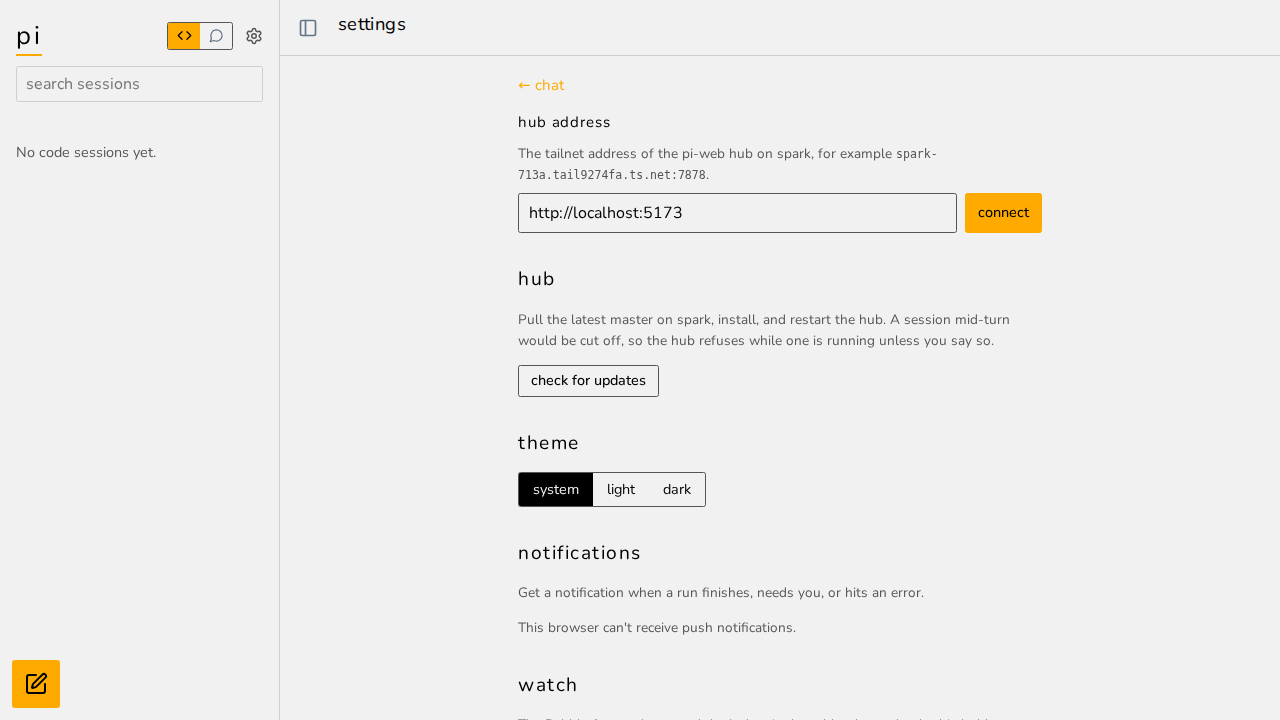 pi
search sessions
No code sessions yet.
settings
← chat
hub address
The tailnet address of the pi-web hub on spark, for example spark-
713a.tail9274fa.ts.net:7878.
http://localhost:5173
connect
hub
Pull the latest master on spark, install, and restart the hub. A session mid-turn
would be cut off, so the hub refuses while one is running unless you say so.
check for updates
theme
system light dark
notifications
Get a notification when a run finishes, needs you, or hits an error.
This browser can't receive push notifications.
watch